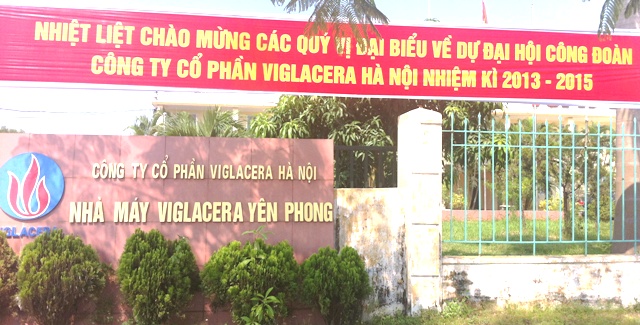 NHIỆT LIỆT CHÀO MỪNG CÁC QUÝ VỊ ĐẠI BIỂU VỀ DỰ ĐẠI HỘI CÔNG ĐOÀN
CÔNG TY CỔ PHẦN VIGLACERA HÀ NỘI NHIỆM KÌ 2013 - 2015
CÔNG TY CỔ PHẦN VIGLACERA HÀ NỘI
NHÀ MÁY VIGLACERA YÊN PHONG